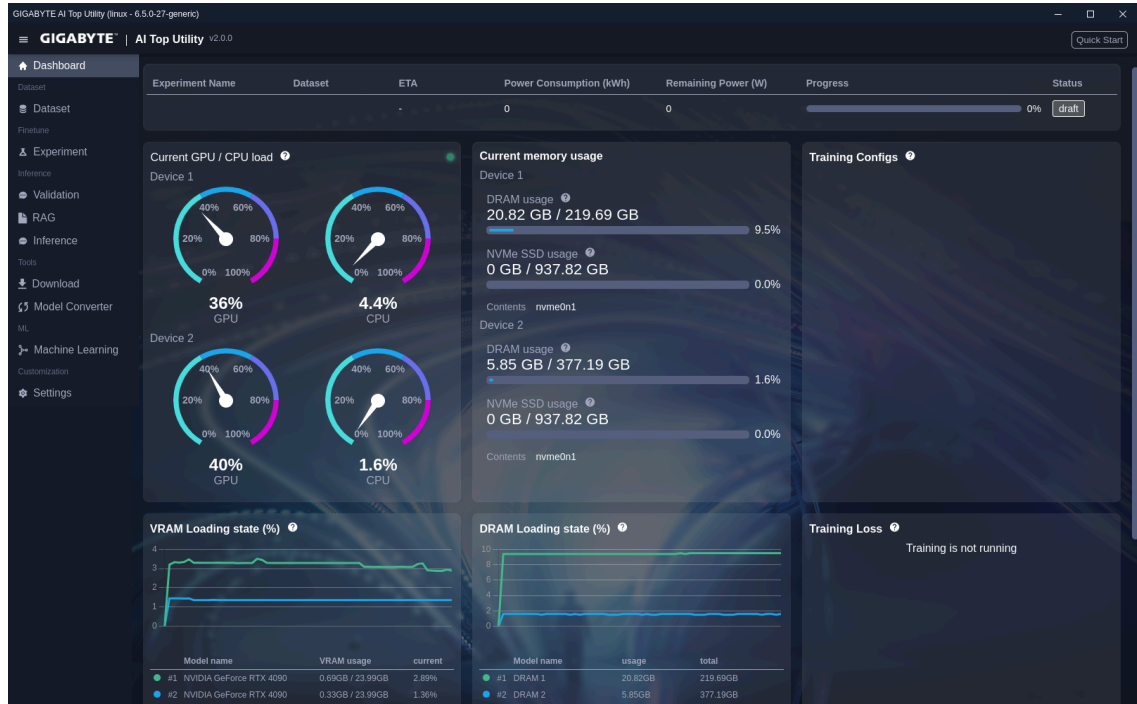 GIGABYTE AI Top Utility (linux - 6.5.0-27-generic)
GIGABYTE™ | AI Top Utility v2.0.0
Quick Start
Dashboard
Dataset
Dataset
Finetune
Experiment
Inference
Validation
RAG
Inference
Tools
Download
Model Converter
ML
Machine Learning
Customization
Settings
Experiment Name Dataset ETA Power Consumption (kWh) Remaining Power (W) Progress Status
- 0 0 0% draft
Current GPU / CPU load ?
Device 1
40% 60%
20% 80%
0% 100%
36%
GPU
40% 60%
20% 80%
0% 100%
4.4%
CPU
Device 2
40% 60%
20% 80%
0% 100%
40%
GPU
40% 60%
20% 80%
0% 100%
1.6%
CPU
Current memory usage
Device 1
DRAM usage ?
20.82 GB / 219.69 GB
9.5%
NVMe SSD usage ?
0 GB / 937.82 GB
0.0%
Contents nvme0n1
Device 2
DRAM usage ?
5.85 GB / 377.19 GB
1.6%
NVMe SSD usage ?
0 GB / 937.82 GB
0.0%
Contents nvme0n1
Training Configs ?
VRAM Loading state (%) ?
4
3
2
1
0
Model name VRAM usage current
#1 NVIDIA GeForce RTX 4090 0.69GB / 23.99GB 2.89%
#2 NVIDIA GeForce RTX 4090 0.33GB / 23.99GB 1.36%
DRAM Loading state (%) ?
10
8
6
4
2
0
Model name usage total
#1 DRAM 1 20.82GB 219.69GB
#2 DRAM 2 5.85GB 377.19GB
Training Loss ?
Training is not running